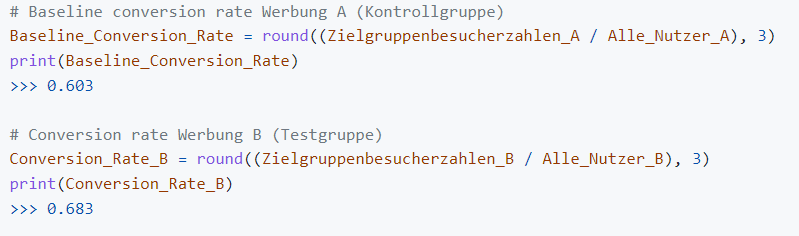 # Baseline conversion rate Werbung A (Kontrollgruppe)
Baseline_Conversion_Rate = round((Zielgruppenbesucherzahlen_A / Alle_Nutzer_A), 3)
print(Baseline_Conversion_Rate)
>>> 0.603
# Conversion rate Werbung B (Testgruppe)
Conversion_Rate_B = round((Zielgruppenbesucherzahlen_B / Alle_Nutzer_B), 3)
print(Conversion_Rate_B)
>>> 0.683